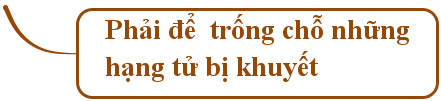 Phải để trống chỗ những
hạng tử bị khuyết